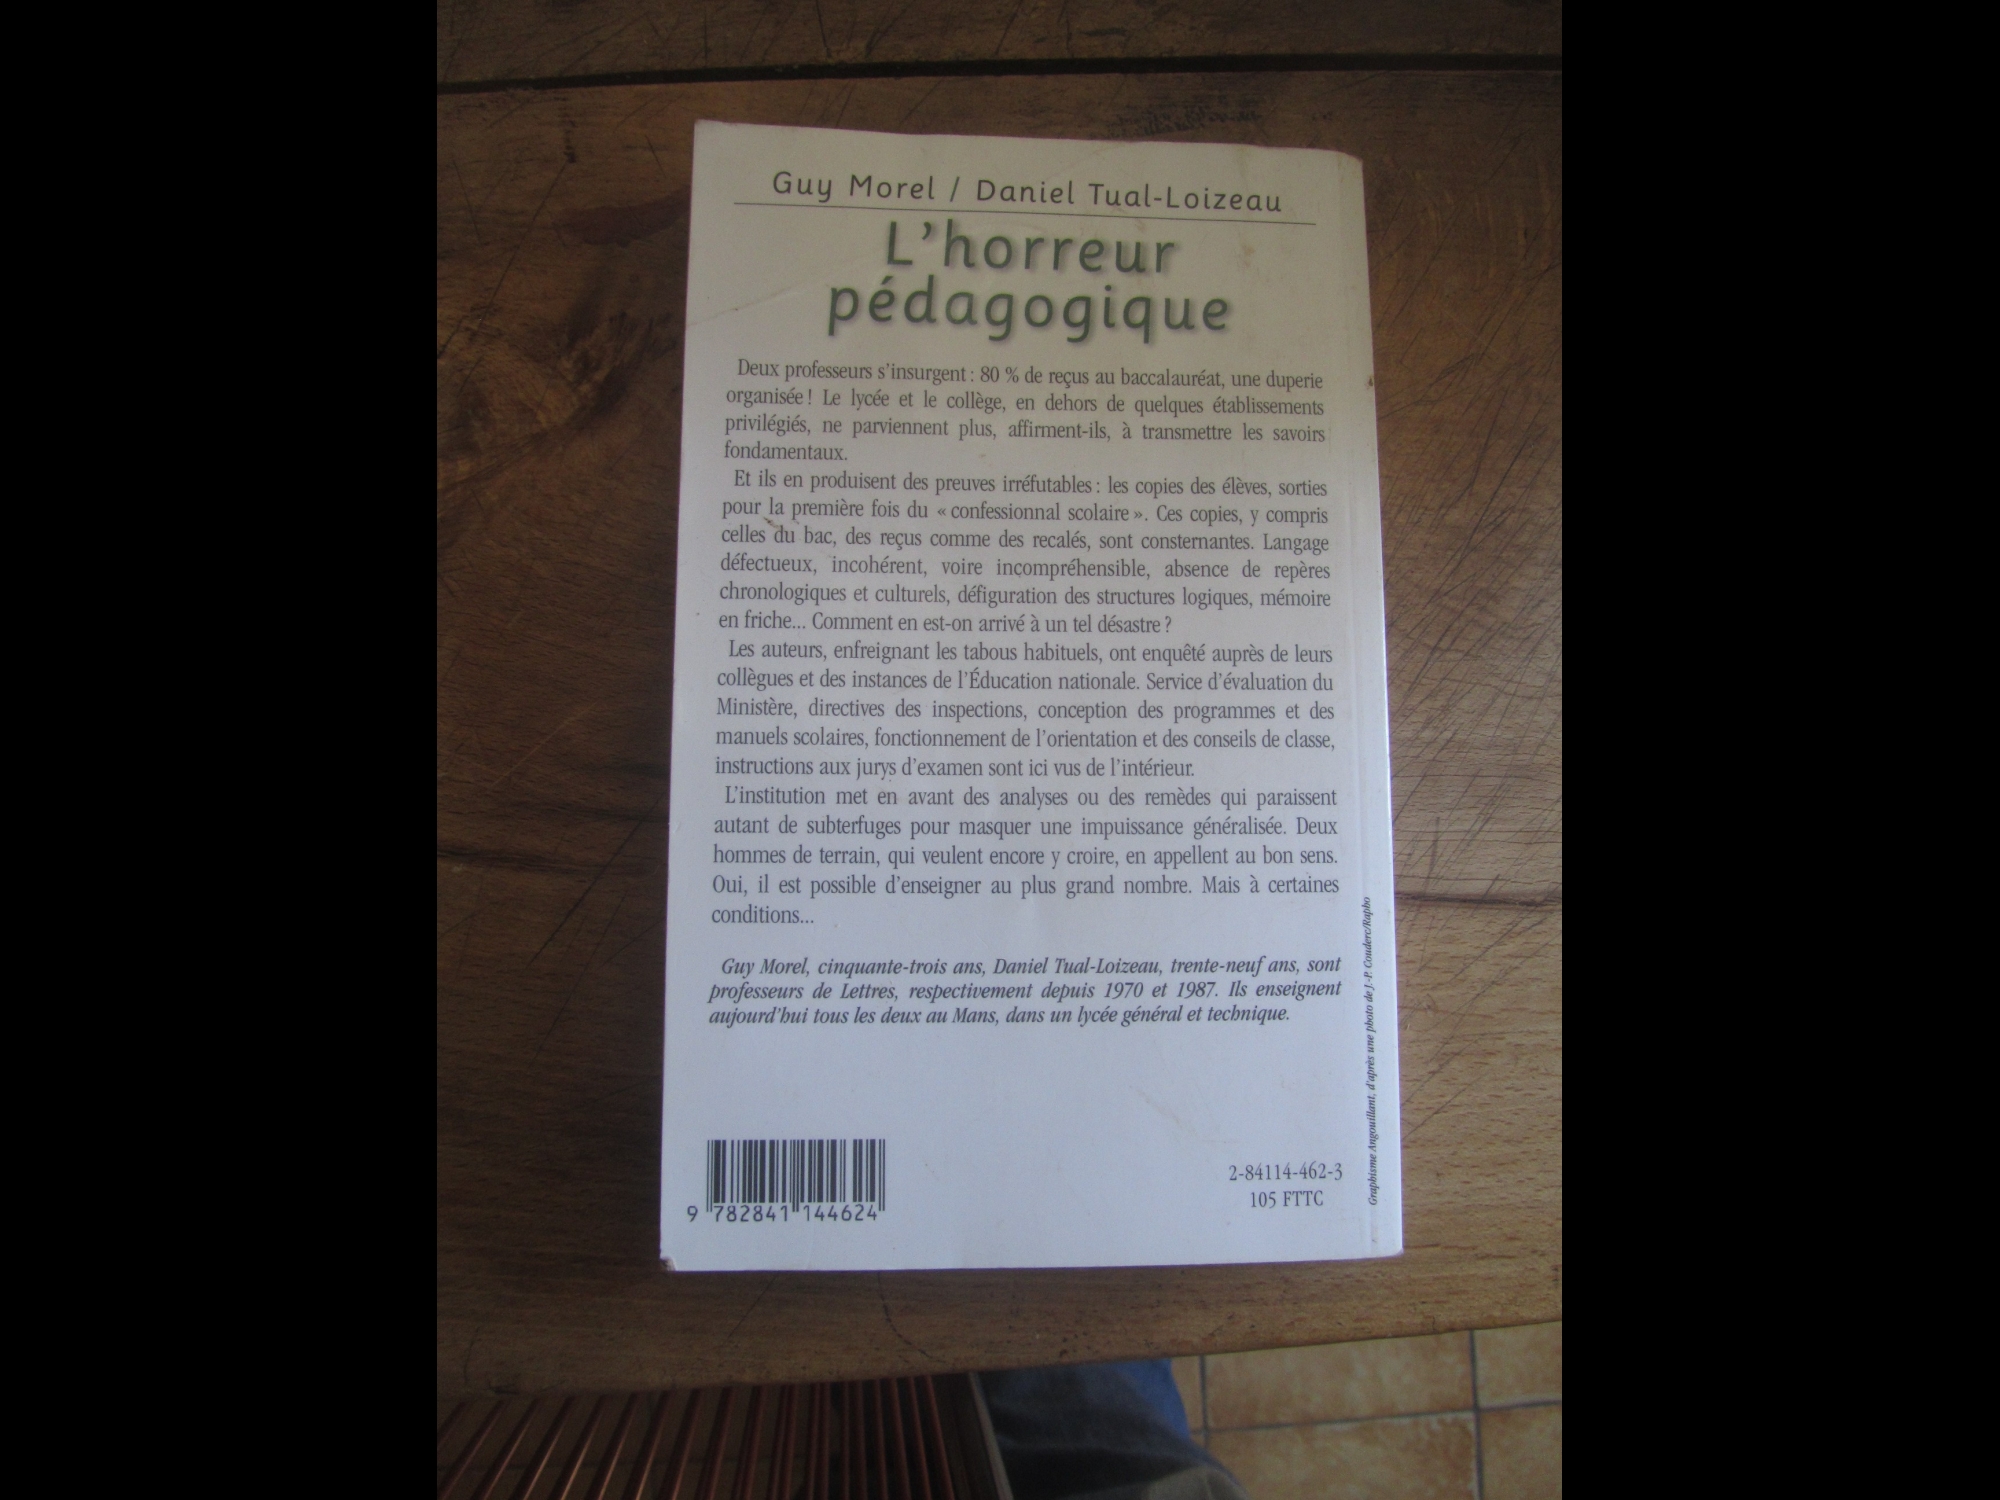 Guy Morel / Daniel Tual-Loizeau
L'horreur
pédagogique
Deux professeurs s'insurgent : 80 % de reçus au baccalauréat, une duperie
organisée ! Le lycée et le collège, en dehors de quelques établissements
privilégiés, ne parviennent plus, affirment-ils, à transmettre les savoirs
fondamentaux.
Et ils en produisent des preuves irréfutables : les copies des élèves, sorties
pour la première fois du « confessionnal scolaire ». Ces copies, y compris
celles du bac, des reçus comme des recalés, sont consternantes. Langage
défectueux, incohérent, voire incompréhensible, absence de repères
chronologiques et culturels, défiguration des structures logiques, mémoire
en friche... Comment en est-on arrivé à un tel désastre ?
Les auteurs, enfreignant les tabous habituels, ont enquêté auprès de leurs
collègues et des instances de l'Éducation nationale. Service d'évaluation du
Ministère, directives des inspections, conception des programmes et des
manuels scolaires, fonctionnement de l'orientation et des conseils de classe,
instructions aux jurys d'examen sont ici vus de l'intérieur.
L'institution met en avant des analyses ou des remèdes qui paraissent
autant de subterfuges pour masquer une impuissance généralisée. Deux
hommes de terrain, qui veulent encore y croire, en appellent au bon sens.
Oui, il est possible d'enseigner au plus grand nombre. Mais à certaines
conditions...
Guy Morel, cinquante-trois ans, Daniel Tual-Loizeau, trente-neuf ans, sont
professeurs de Lettres, respectivement depuis 1970 et 1987. Ils enseignent
aujourd'hui tous les deux au Mans, dans un lycée général et technique.
Graphisme Angouillant, d'après une photo de J.-P. Couderc/Rapho
2-84114-462-3
105 FTTC
9 782841 144624